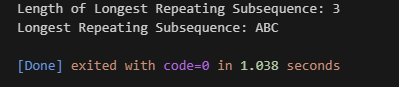 Length of Longest Repeating Subsequence: 3
Longest Repeating Subsequence: ABC
[Done] exited with code=0 in 1.038 seconds